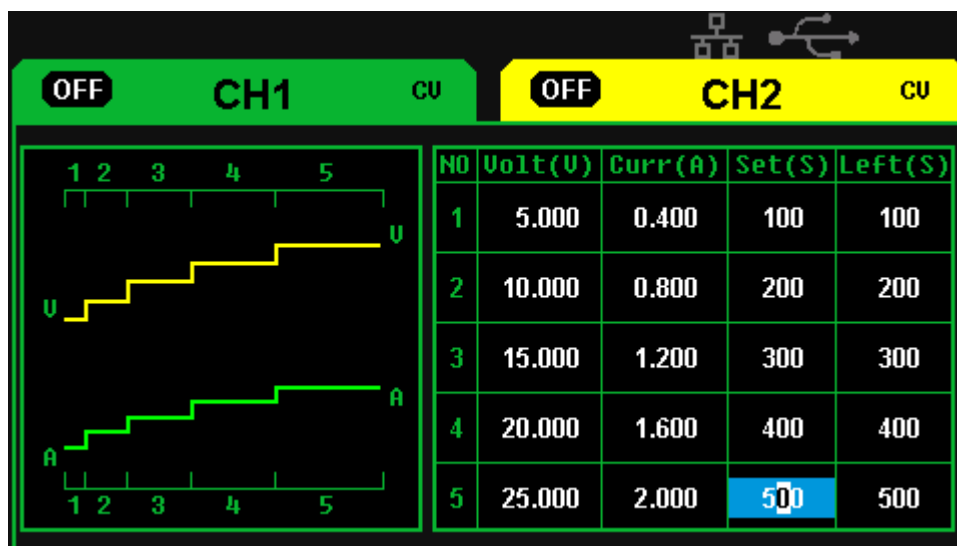 OFF CH1 CV OFF CH2 CV
1 2 3 4 5
V
V
A
A
1 2 3 4 5
NO Volt(V) Curr(A) Set(S) Left(S)
1 5.000 0.400 100 100
2 10.000 0.800 200 200
3 15.000 1.200 300 300
4 20.000 1.600 400 400
5 25.000 2.000 500 500